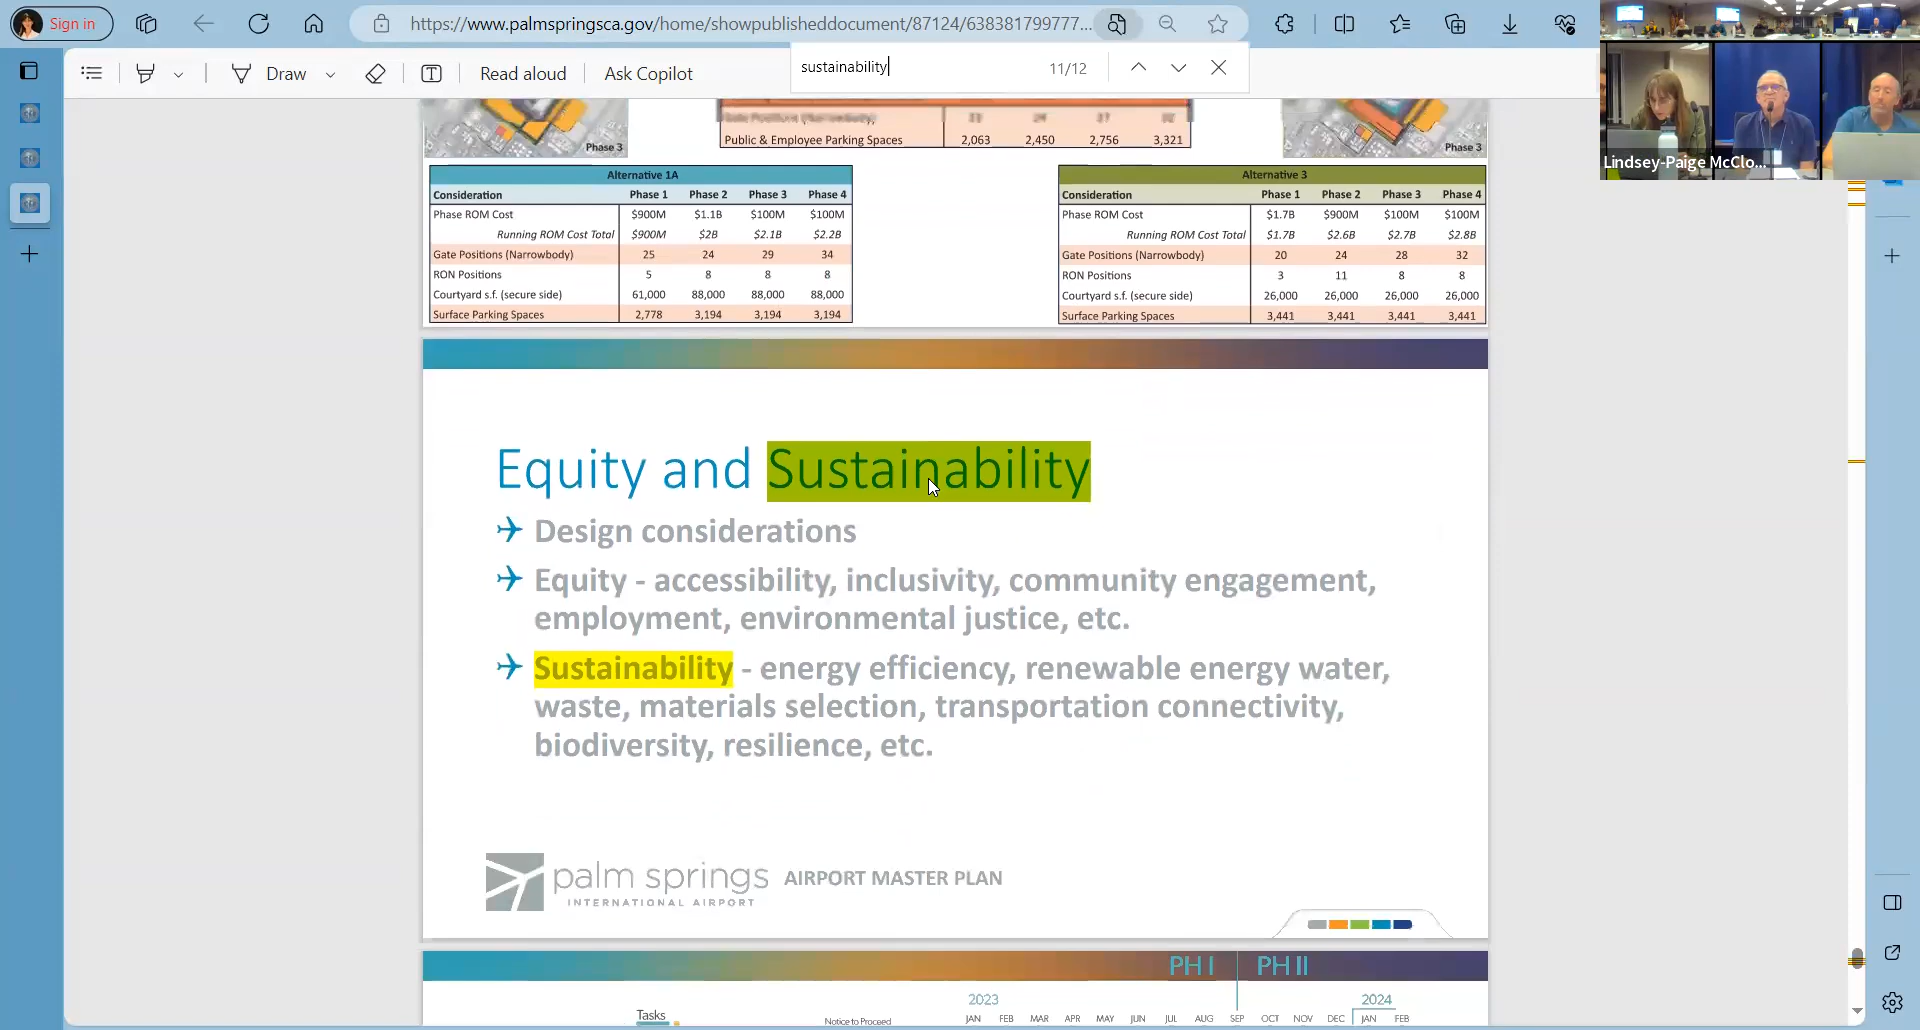 Sign in
https://www.palmspringsca.gov/home/showpublisheddocument/87124/638381799777...
Draw
Read aloud
Ask Copilot
sustainability
11/12
Lindsey-Paige McClo...
Phase 3
Public & Employee Parking Spaces 2,063 2,450 2,756 3,321
Phase 3
Alternative 1A
Consideration Phase 1 Phase 2 Phase 3 Phase 4
Phase ROM Cost $900M $1.1B $100M $100M
Running ROM Cost Total $900M $2B $2.1B $2.2B
Gate Positions (Narrowbody) 25 24 29 34
RON Positions 5 8 8 8
Courtyard s.f. (secure side) 61,000 88,000 88,000 88,000
Surface Parking Spaces 2,778 3,194 3,194 3,194
Alternative 3
Consideration Phase 1 Phase 2 Phase 3 Phase 4
Phase ROM Cost $1.7B $900M $100M $100M
Running ROM Cost Total $1.7B $2.6B $2.7B $2.8B
Gate Positions (Narrowbody) 20 24 28 32
RON Positions 3 11 8 8
Courtyard s.f. (secure side) 26,000 26,000 26,000 26,000
Surface Parking Spaces 3,441 3,441 3,441 3,441
Equity and Sustainability
Design considerations
Equity - accessibility, inclusivity, community engagement,
employment, environmental justice, etc.
Sustainability - energy efficiency, renewable energy water,
waste, materials selection, transportation connectivity,
biodiversity, resilience, etc.
palm springs
INTERNATIONAL AIRPORT
AIRPORT MASTER PLAN
PH I PH II
2023 2024
Tasks
Notice to Proceed
JAN FEB MAR APR MAY JUN JUL AUG SEP OCT NOV DEC JAN FEB